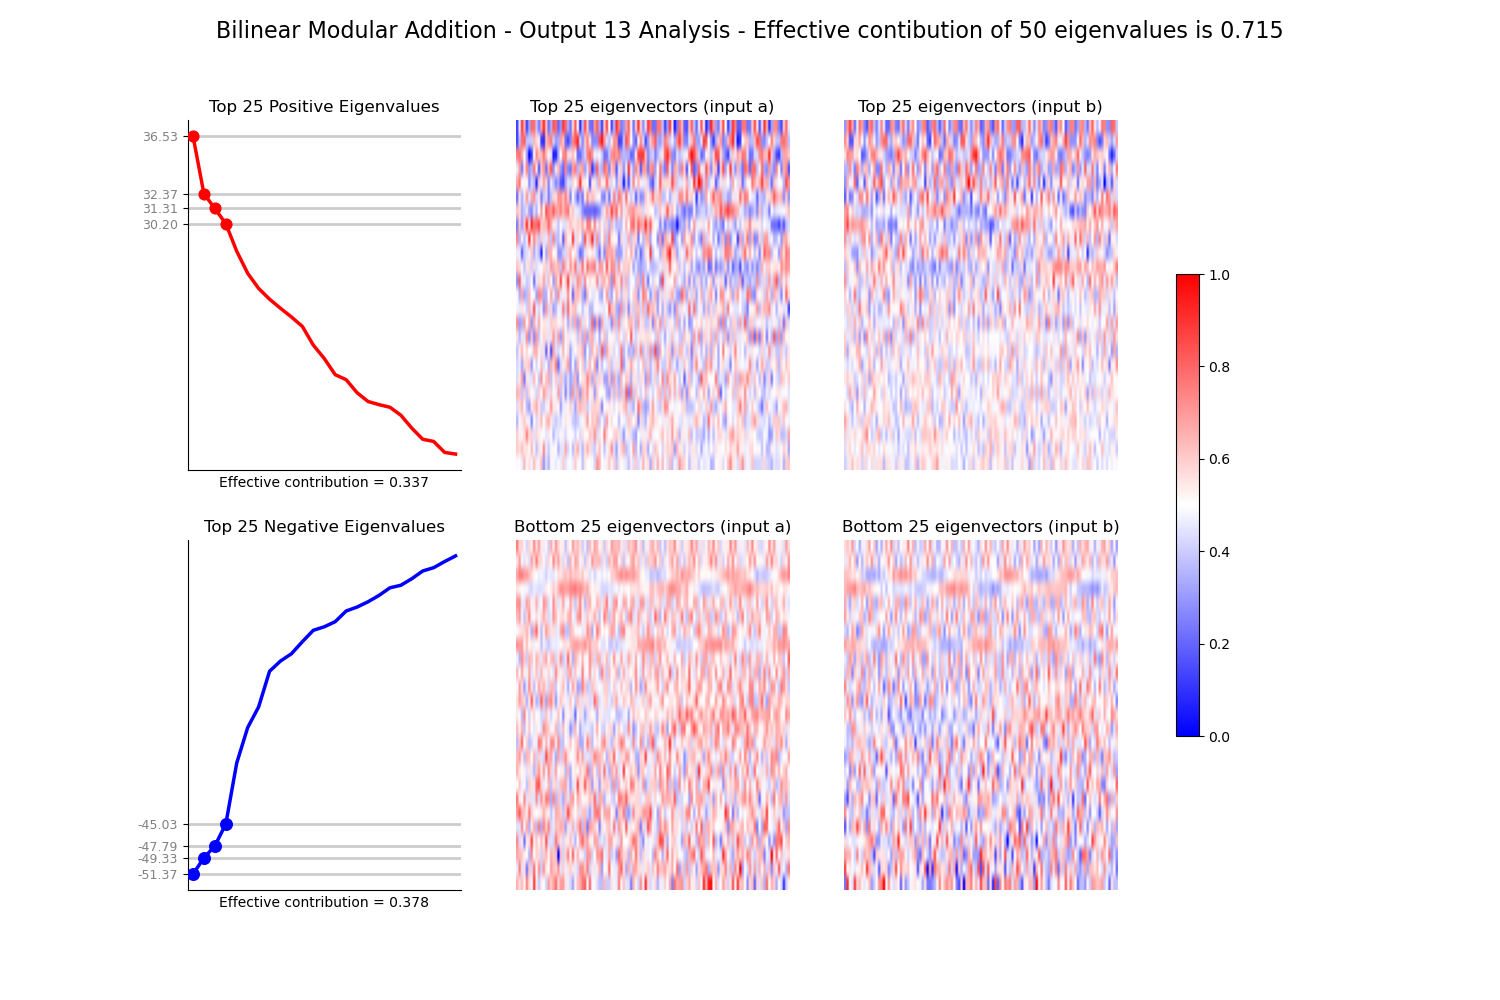 Bilinear Modular Addition - Output 13 Analysis - Effective contibution of 50 eigenvalues is 0.715
Top 25 Positive Eigenvalues
36.53
32.37
31.31
30.20
Effective contribution = 0.337
Top 25 eigenvectors (input a)
Top 25 eigenvectors (input b)
Top 25 Negative Eigenvalues
-45.03
-47.79
-49.33
-51.37
Effective contribution = 0.378
Bottom 25 eigenvectors (input a)
Bottom 25 eigenvectors (input b)
1.0
0.8
0.6
0.4
0.2
0.0